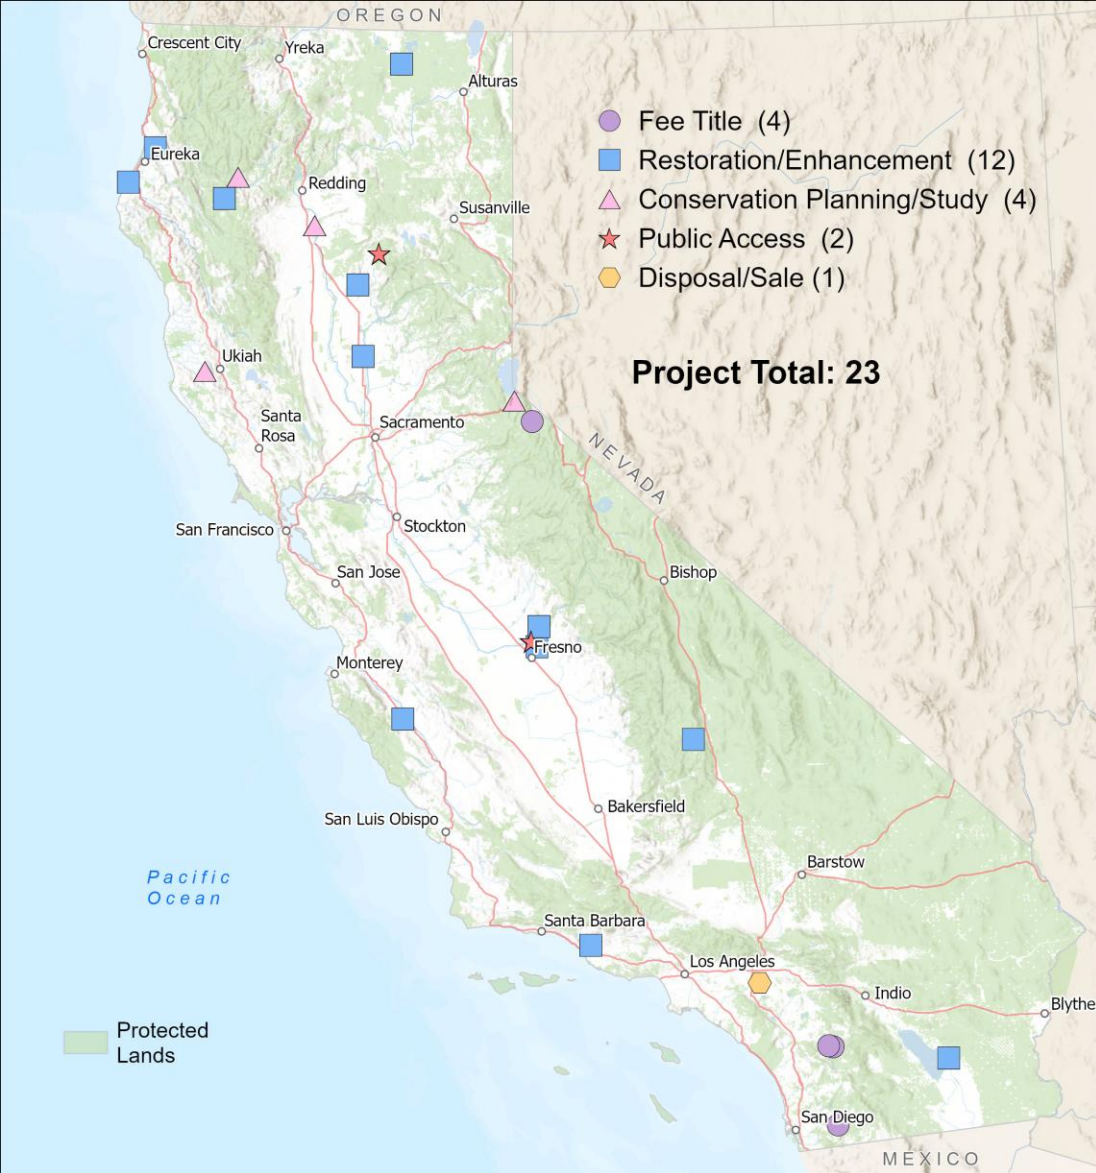 OREGON
Crescent City
Yreka
Alturas
Eureka
Redding
Susanville
Fee Title (4)
Restoration/Enhancement (12)
Conservation Planning/Study (4)
Public Access (2)
Disposal/Sale (1)
Project Total: 23
Ukiah
Santa
Rosa
Sacramento
NEVADA
San Francisco
Stockton
San Jose
Bishop
Fresno
Monterey
Bakersfield
San Luis Obispo
Barstow
Pacific
Ocean
Santa Barbara
Los Angeles
Indio
Blythe
Protected
Lands
San Diego
MEXICO